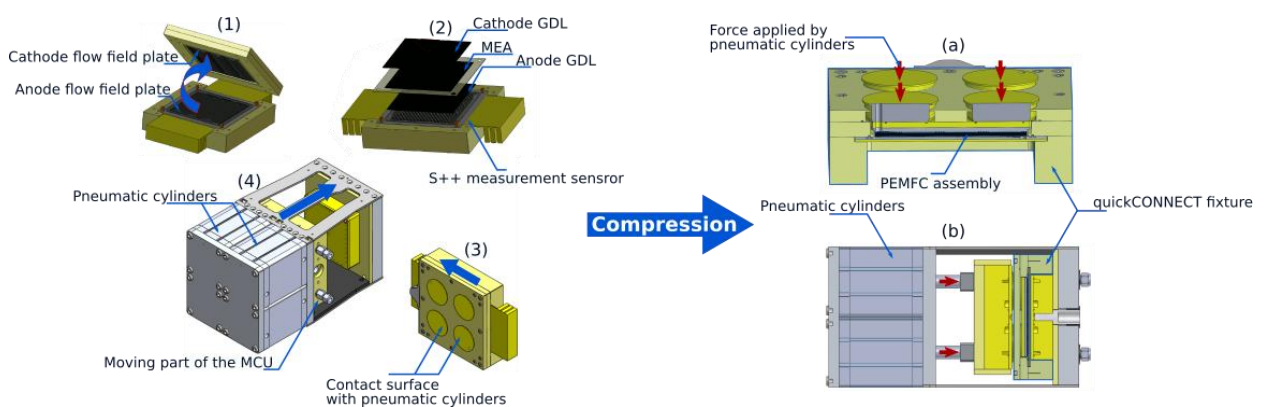 (1)
Cathode flow field plate
Anode flow field plate
(2)
Cathode GDL
MEA
Anode GDL
S++ measurement sensror
(4)
Pneumatic cylinders
Moving part of the MCU
(3)
Contact surface
with pneumatic cylinders
Compression
Force applied by
pneumatic cylinders
(a)
PEMFC assembly
quickCONNECT fixture
Pneumatic cylinders
(b)